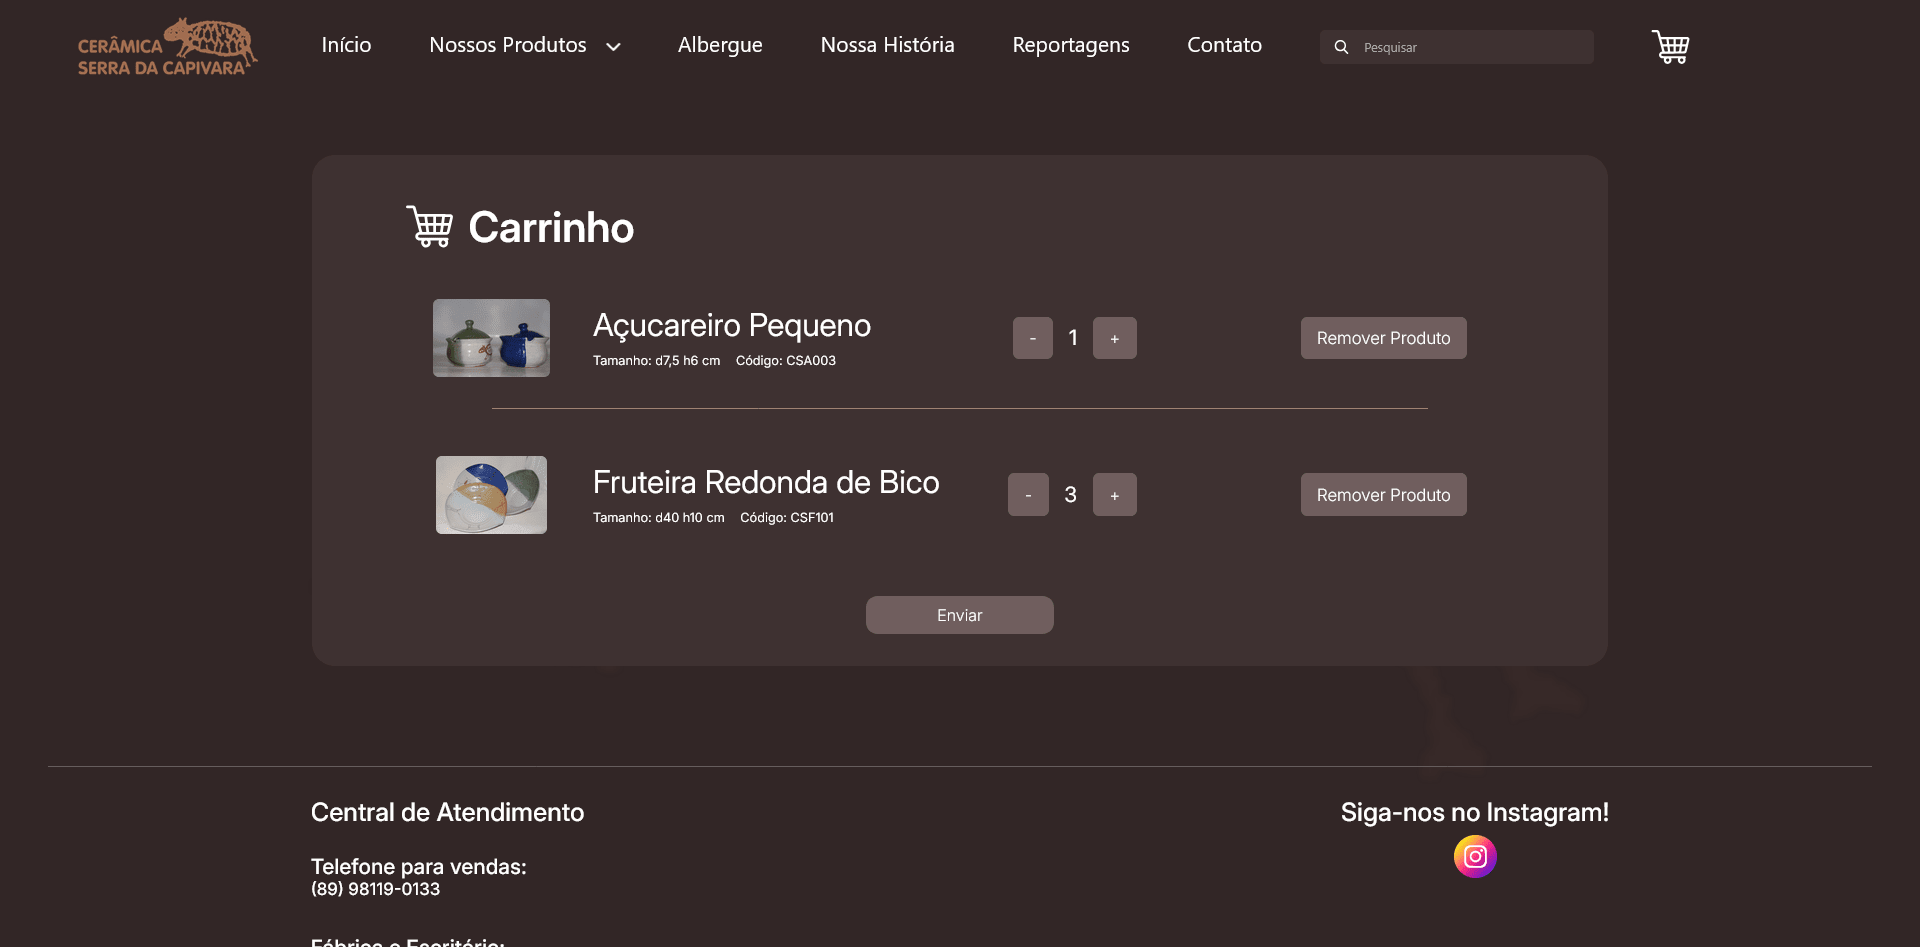 CERÂMICA
SERRA DA CAPIVARA
Início
Nossos Produtos
Albergue
Nossa História
Reportagens
Contato
Pesquisar
Carrinho
Açucareiro Pequeno
Tamanho: d7,5 h6 cm Código: CSA003
- 1 +
Remover Produto
Fruteira Redonda de Bico
Tamanho: d40 h10 cm Código: CSF101
- 3 +
Remover Produto
Enviar
Central de Atendimento
Telefone para vendas:
(89) 98119-0133
Fábrica e Escritório:
Siga-nos no Instagram!